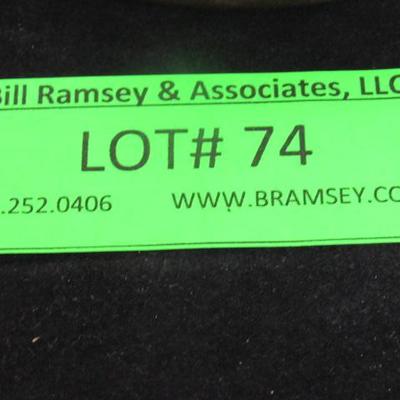 Bill Ramsey & Associates, LLC
LOT# 74
.252.0406 WWW.BRAMSEY.CO